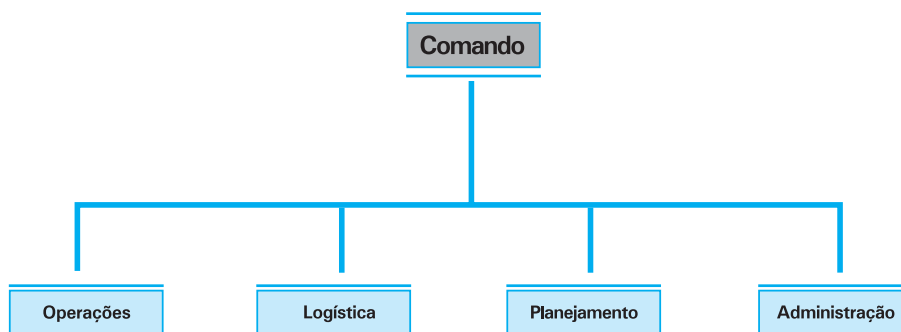 Comando
Operações
Logística
Planejamento
Administração